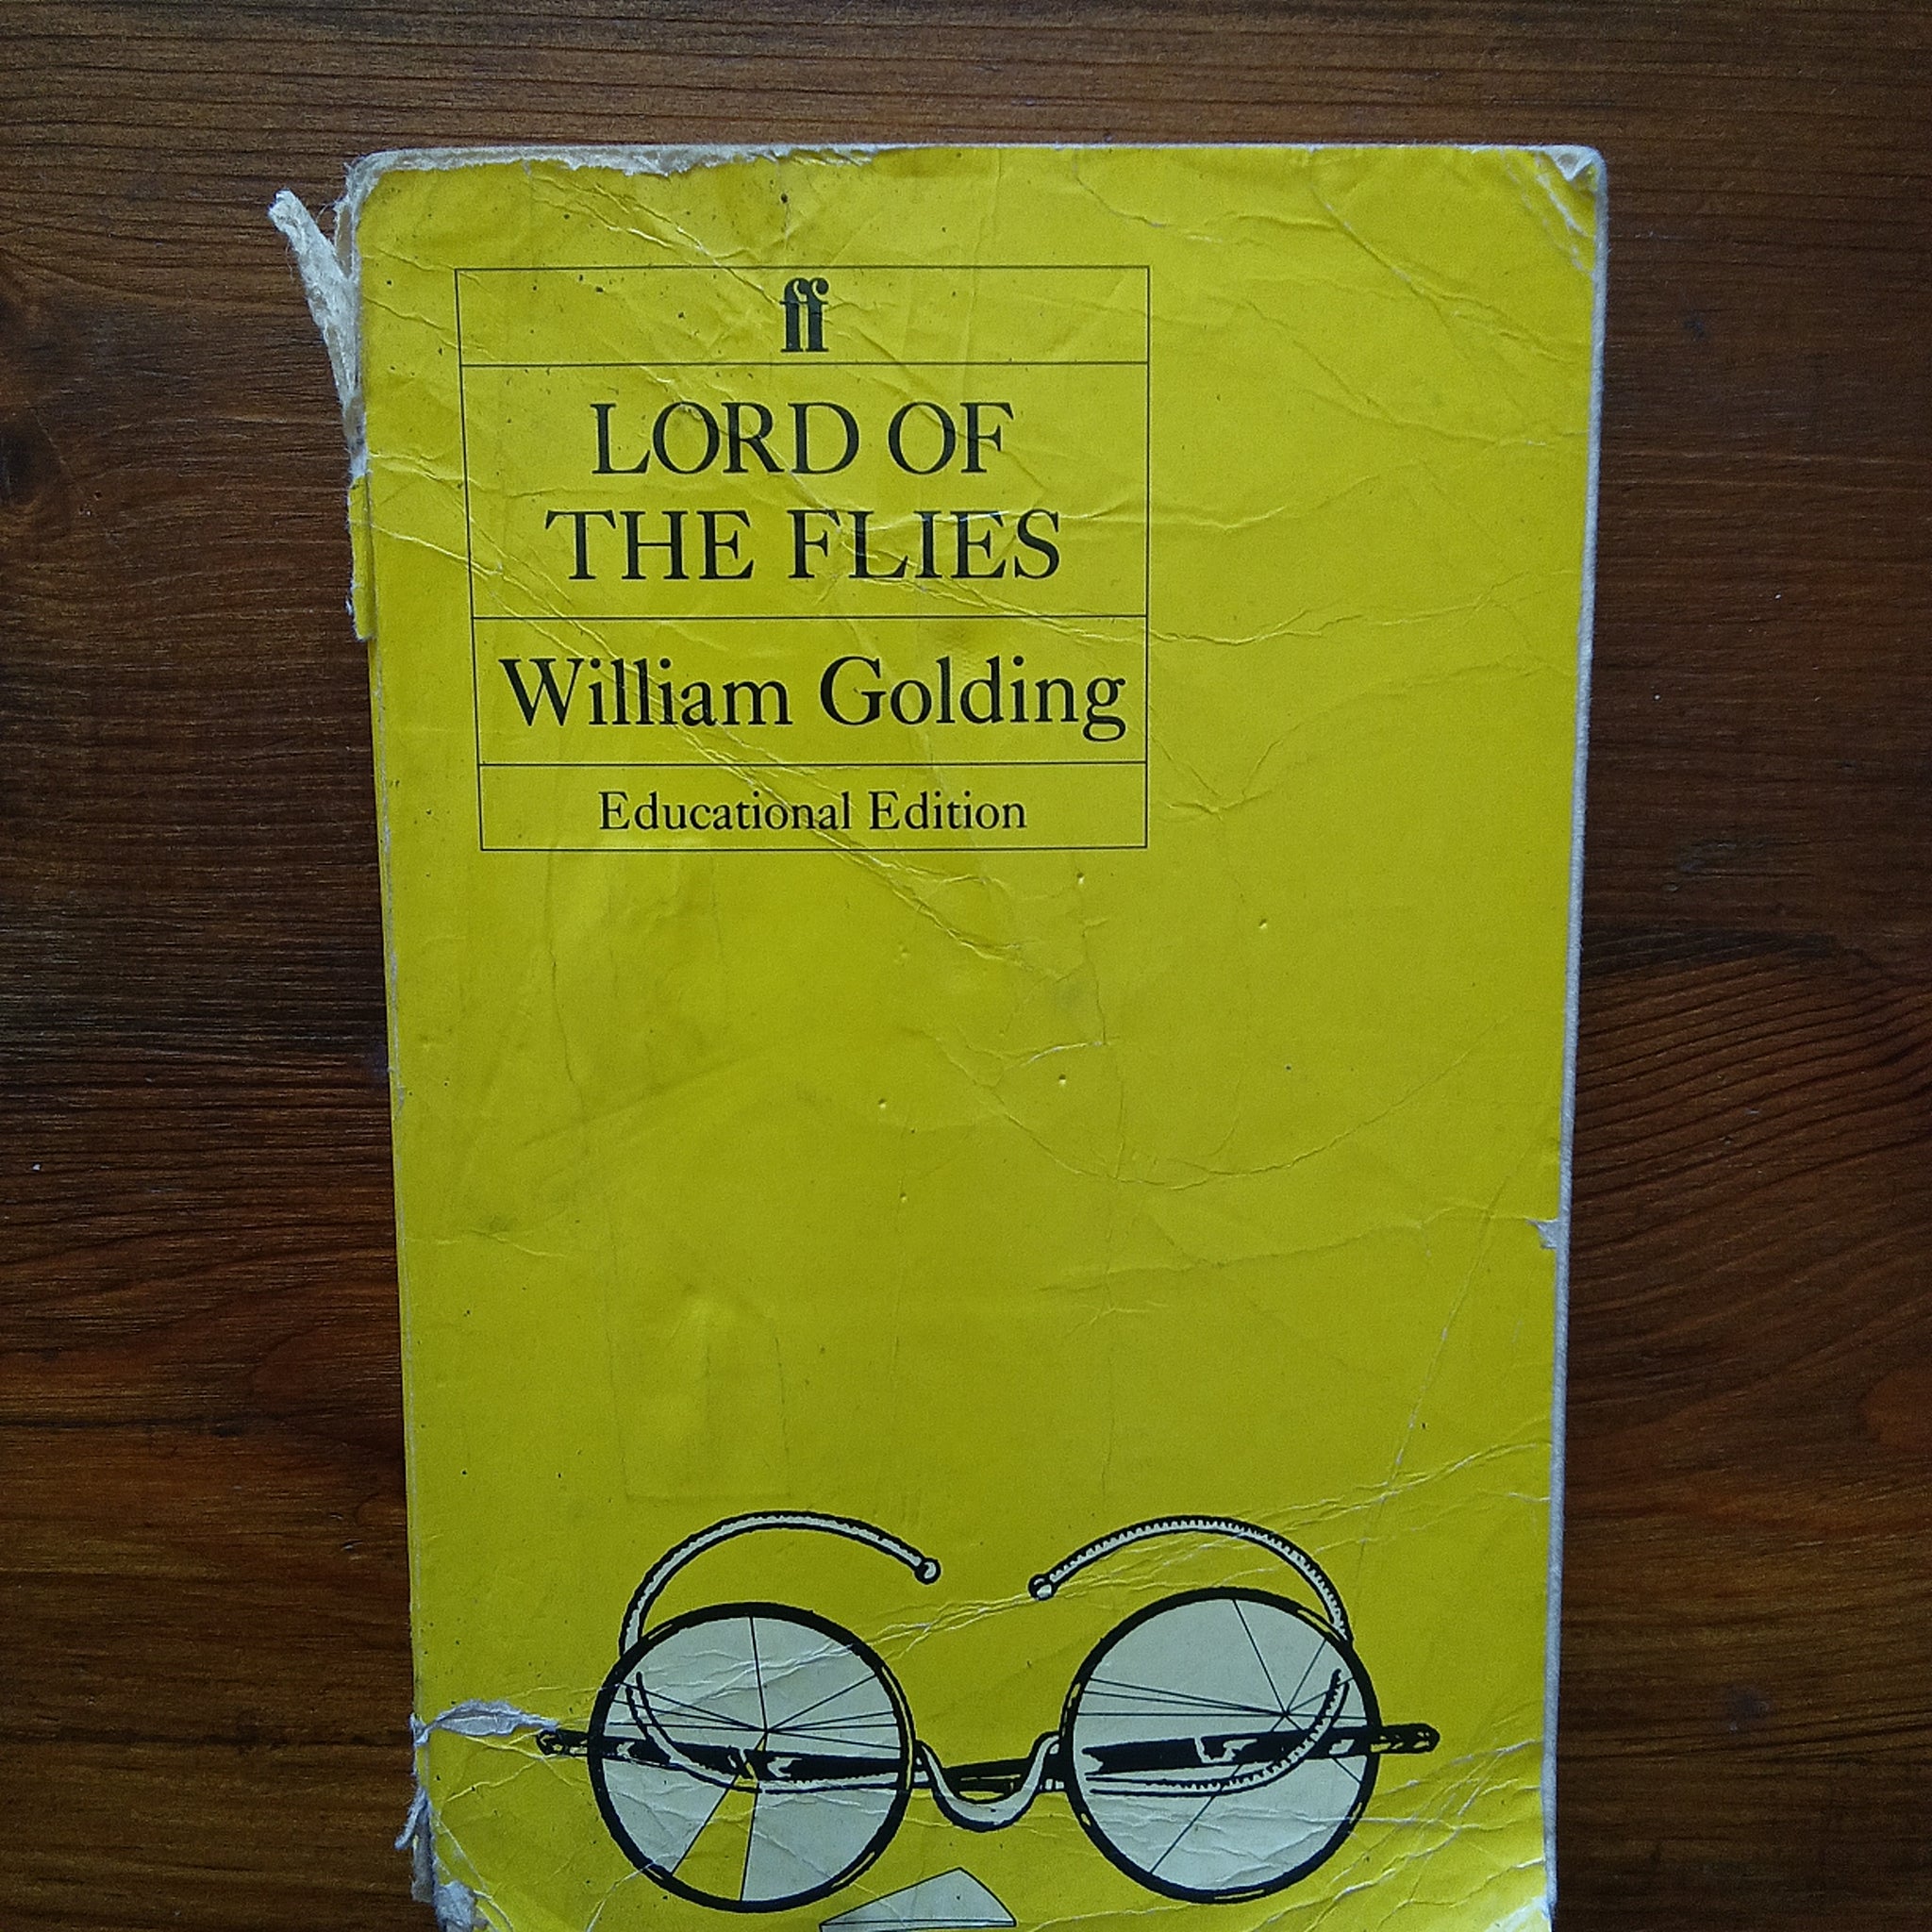 ff
LORD OF
THE FLIES
William Golding
Educational Edition